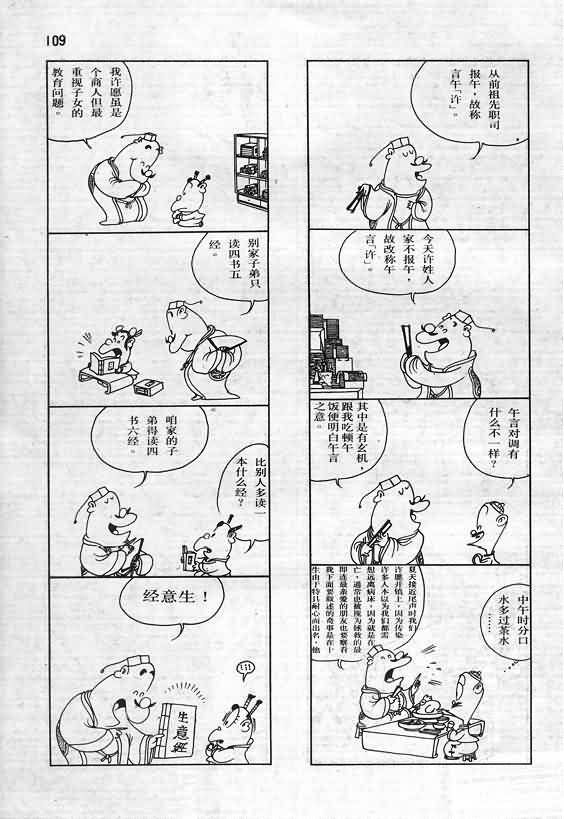 109
从前祖先职司
报午，故称
言午「许」。
今天许姓人
家不报午，
故改称午
言「许」。
午言对调有
什么不一样？
其中是有玄机，
跟我吃顿午
饭便明白午言
之意。
中午时分口
水多过茶水……
夏天接近尾声时我们
许愿井镇上，因为传染
许多人本以为我们都需
想远离病床，因为就是在
亡，通常也被视为拯救的最
即连最亲爱的朋友也要察看
我下面要叙述的奇事是在十
生由于特具耐心而出名，他
我许愿虽是
个商人但最
重视子女的
教育问题。
别家子弟只
读四书五
经。
咱家的子
弟得读四
书六经。
比别人多读一
本什么经？
经意生！
生意經
!!!